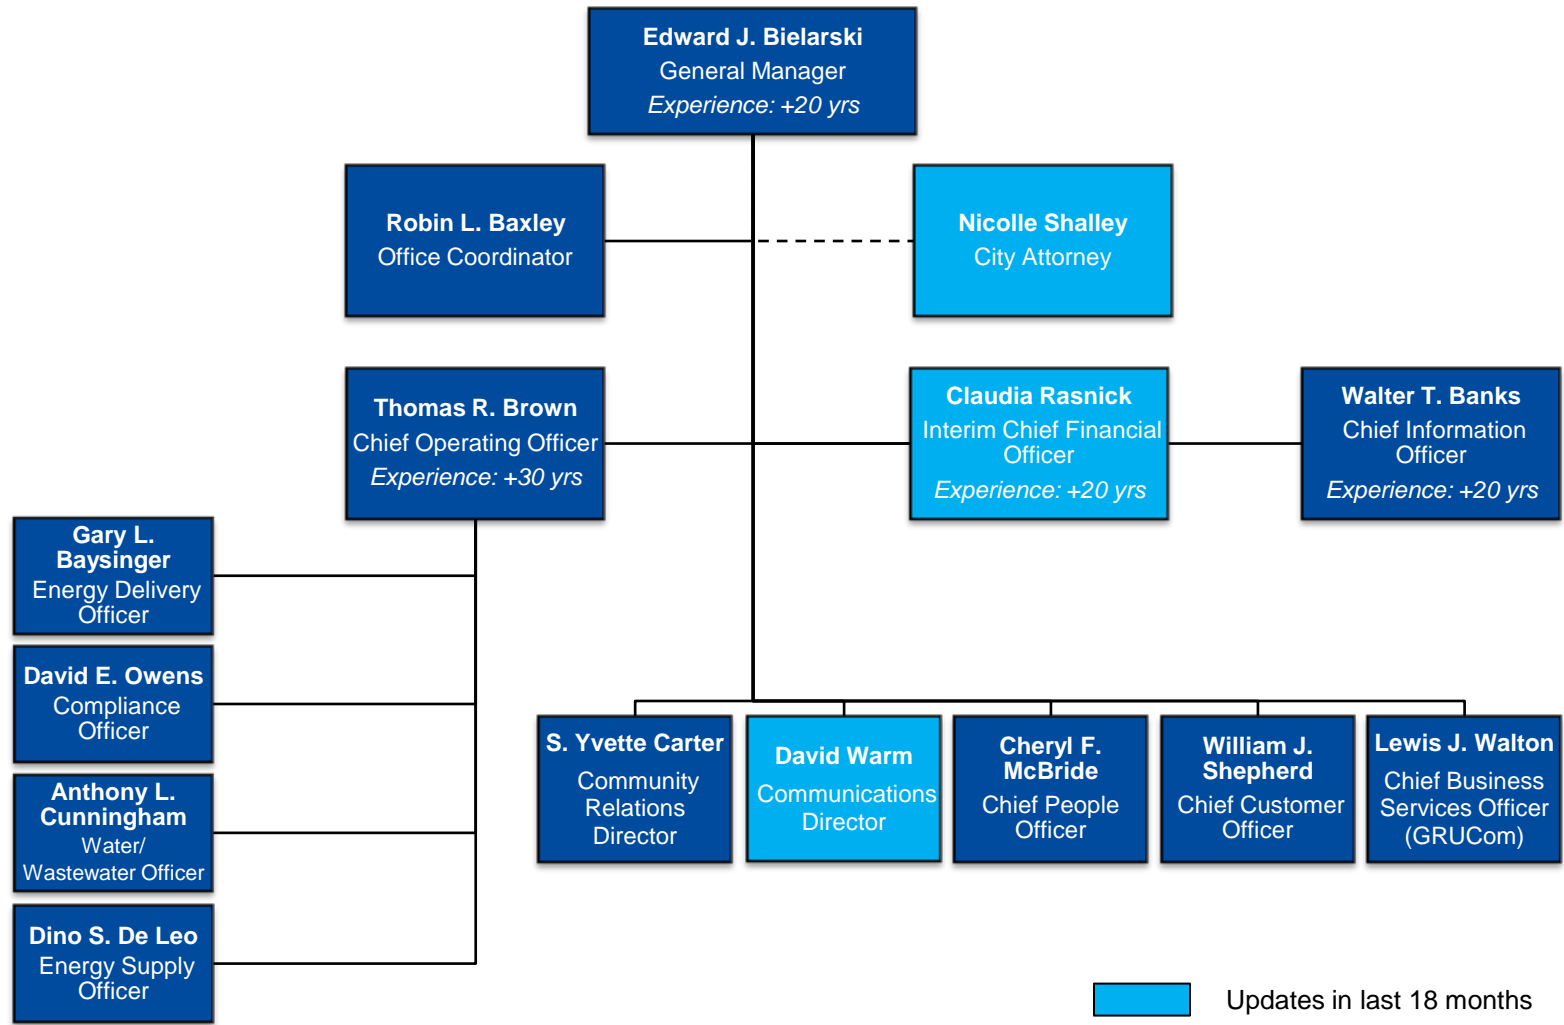 Edward J. Bielarski
General Manager
Experience: +20 yrs
Robin L. Baxley
Office Coordinator
Nicolle Shalley
City Attorney
Thomas R. Brown
Chief Operating Officer
Experience: +30 yrs
Claudia Rasnick
Interim Chief Financial
Officer
Experience: +20 yrs
Walter T. Banks
Chief Information
Officer
Experience: +20 yrs
Gary L.
Baysinger
Energy Delivery
Officer
David E. Owens
Compliance
Officer
Anthony L.
Cunningham
Water/
Wastewater Officer
Dino S. De Leo
Energy Supply
Officer
S. Yvette Carter
Community
Relations
Director
David Warm
Communications
Director
Cheryl F.
McBride
Chief People
Officer
William J.
Shepherd
Chief Customer
Officer
Lewis J. Walton
Chief Business
Services Officer
(GRUCom)
Updates in last 18 months